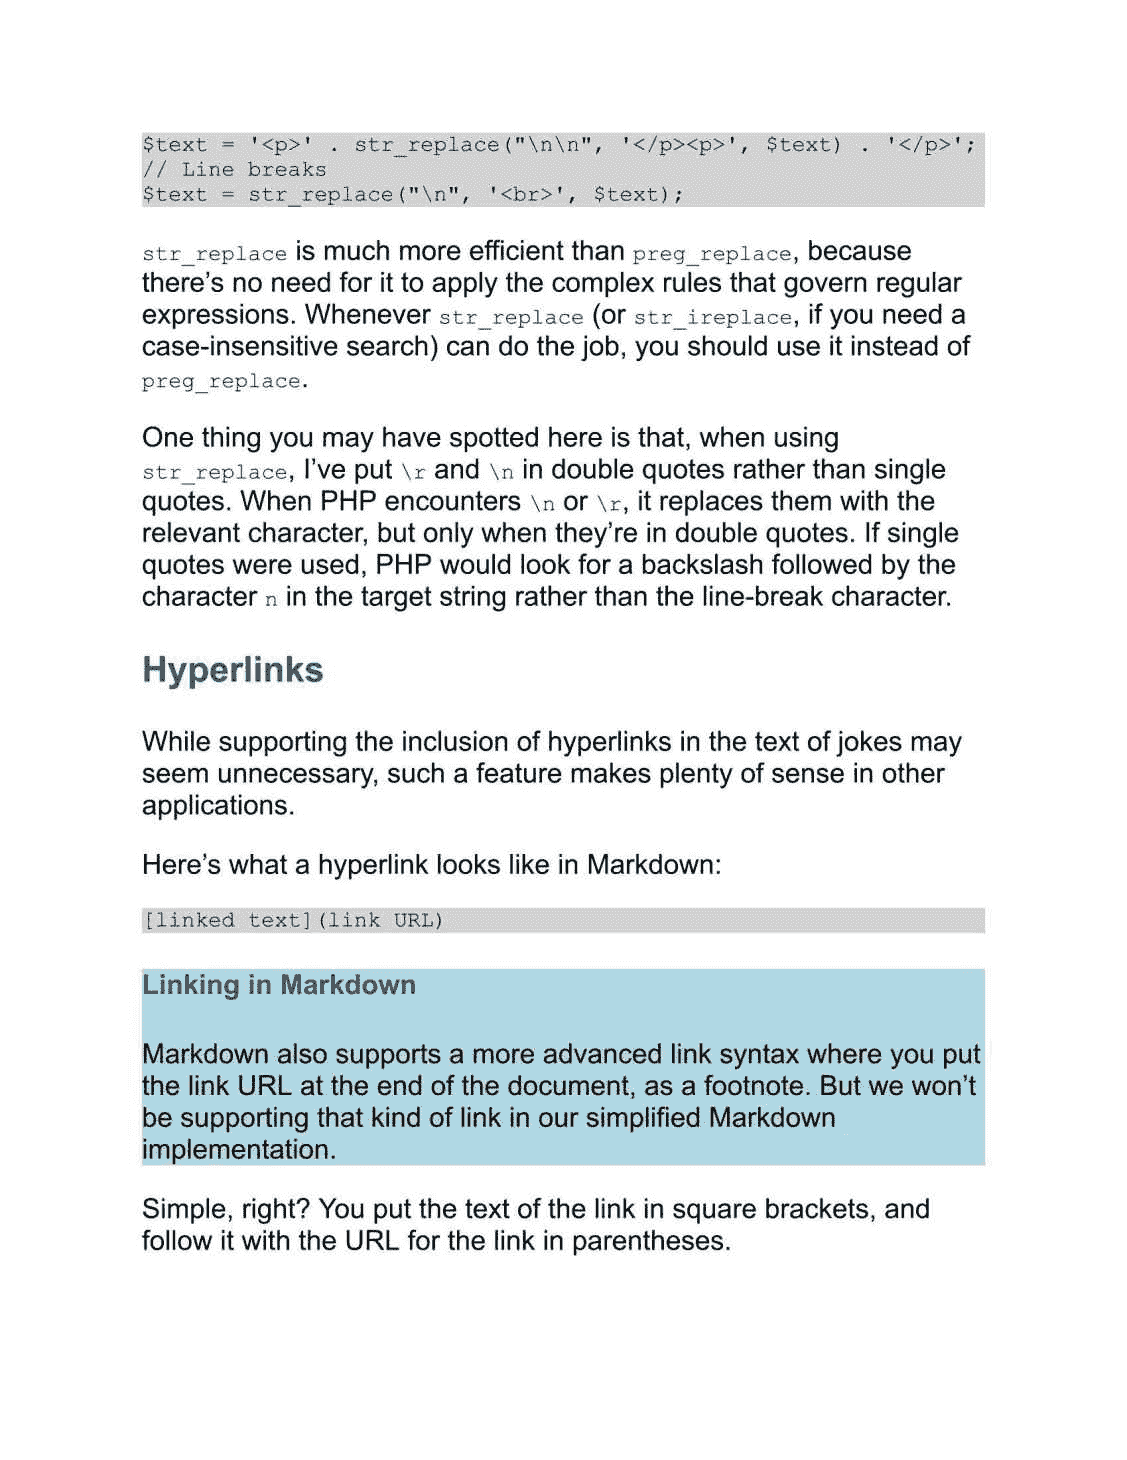 $text = '<p>' . str_replace("\n\n", '</p><p>', $text) . '</p>';
// Line breaks
$text = str_replace("\n", '<br>', $text);
str_replace is much more efficient than preg_replace, because
there’s no need for it to apply the complex rules that govern regular
expressions. Whenever str_replace (or str_ireplace, if you need a
case-insensitive search) can do the job, you should use it instead of
preg_replace.
One thing you may have spotted here is that, when using
str_replace, I’ve put \r and \n in double quotes rather than single
quotes. When PHP encounters \n or \r, it replaces them with the
relevant character, but only when they’re in double quotes. If single
quotes were used, PHP would look for a backslash followed by the
character n in the target string rather than the line-break character.
Hyperlinks
While supporting the inclusion of hyperlinks in the text of jokes may
seem unnecessary, such a feature makes plenty of sense in other
applications.
Here’s what a hyperlink looks like in Markdown:
[linked text](link URL)
Linking in Markdown
Markdown also supports a more advanced link syntax where you put
the link URL at the end of the document, as a footnote. But we won’t
be supporting that kind of link in our simplified Markdown
implementation.
Simple, right? You put the text of the link in square brackets, and
follow it with the URL for the link in parentheses.